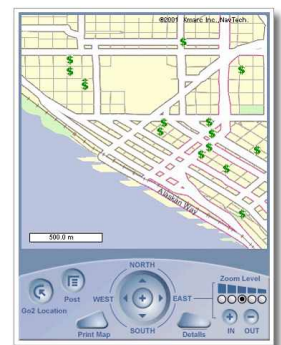 ©2001 Xmarc Inc.,NavTech.
$
$
$
$
$
$
$
$
$
$
$
$
$
Alaskan Way
500.0 m
NORTH
Zoom Level
Post
WEST
EAST
Go2 Location
IN OUT
Print Map
SOUTH
Details